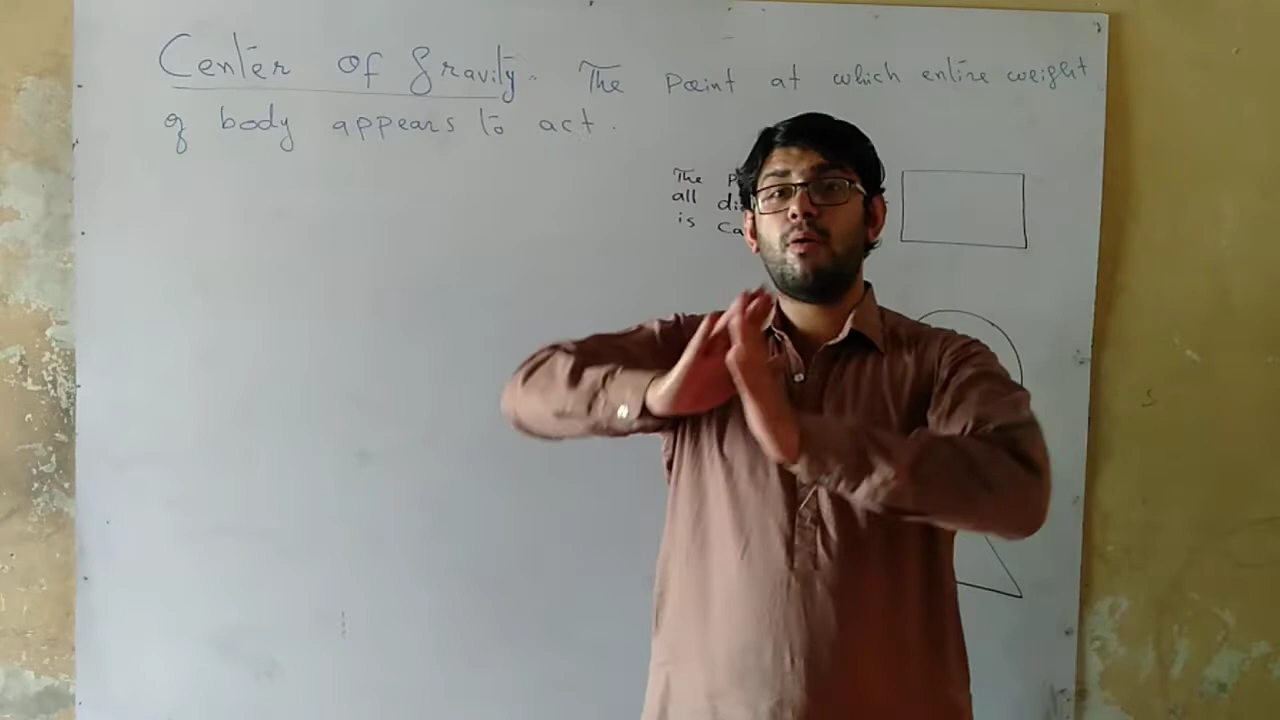 Center of Gravity. The point at which entire weight
of body appears to act.
The
all
is